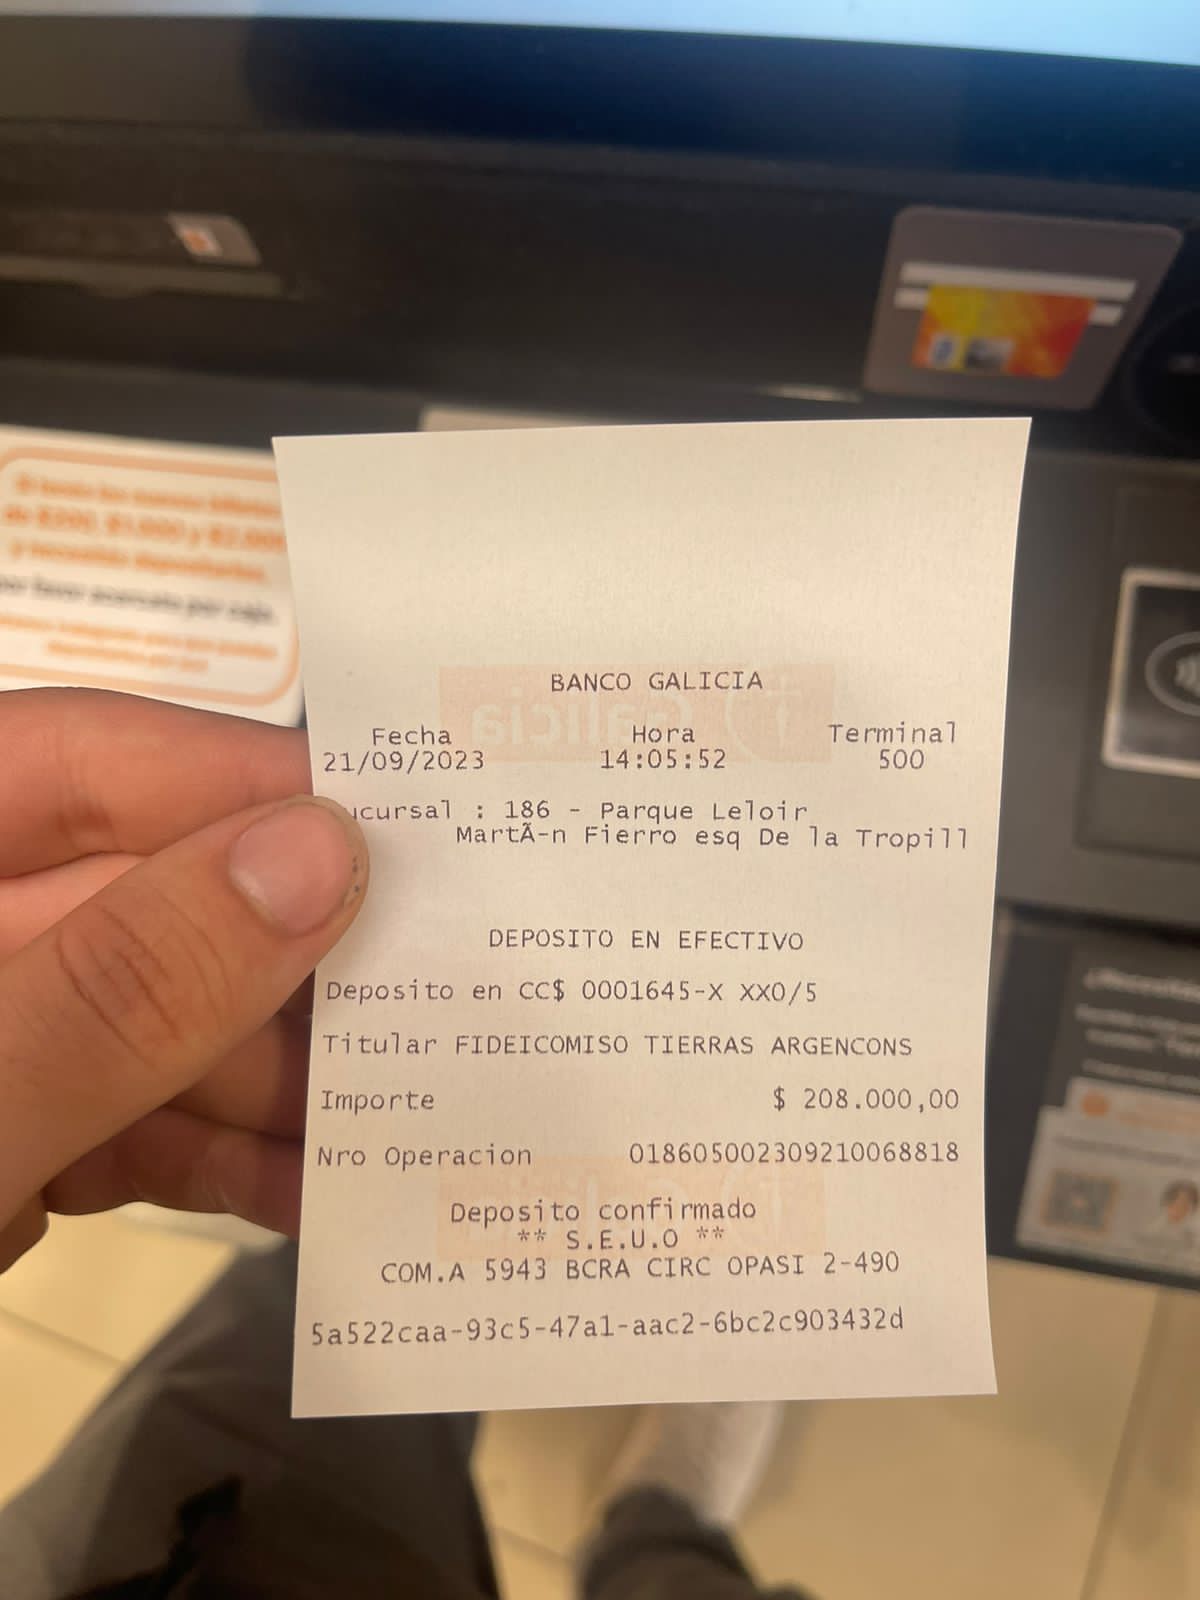 BANCO GALICIA
Fecha Hora Terminal
21/09/2023 14:05:52 500
ucursal : 186 - Parque Leloir
MartÃ-n Fierro esq De la Tropill
DEPOSITO EN EFECTIVO
Deposito en CC$ 0001645-X XX0/5
Titular FIDEICOMISO TIERRAS ARGENCONS
Importe $ 208.000,00
Nro Operacion 018605002309210068818
Deposito confirmado
** S.E.U.O **
COM.A 5943 BCRA CIRC OPASI 2-490
5a522caa-93c5-47a1-aac2-6bc2c903432d